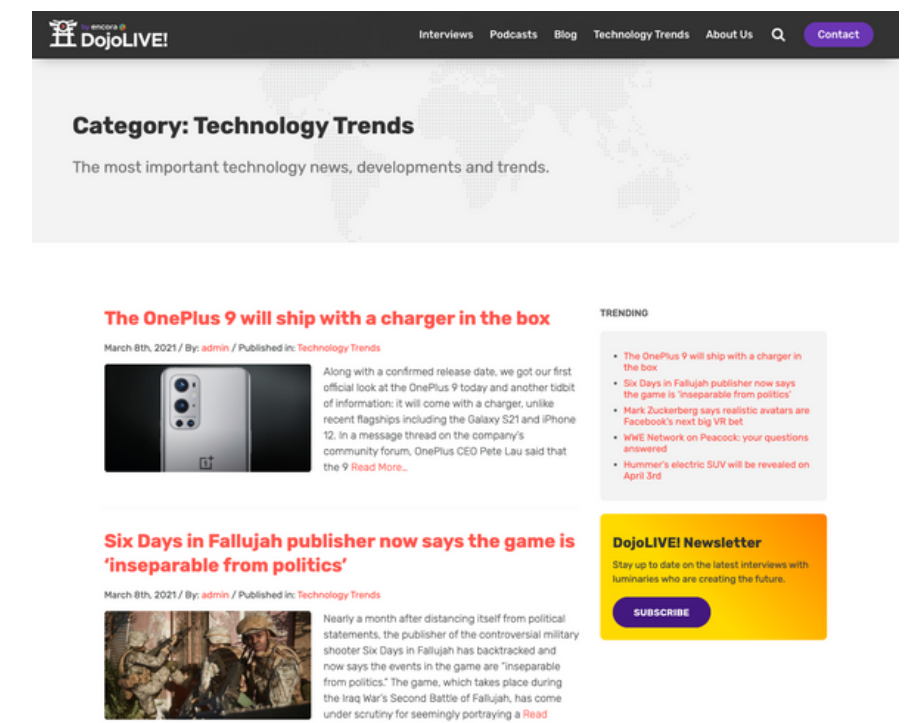 by encora
DojoLIVE!
Interviews Podcasts Blog Technology Trends About Us Contact
Category: Technology Trends
The most important technology news, developments and trends.
The OnePlus 9 will ship with a charger in the box
March 8th, 2021 / By: admin / Published in: Technology Trends
Along with a confirmed release date, we got our first
official look at the OnePlus 9 today and another tidbit
of information: it will come with a charger, unlike
recent flagships including the Galaxy S21 and iPhone
12. In a message thread on the company's
community forum, OnePlus CEO Pete Lau said that
the 9 Read More...
Six Days in Fallujah publisher now says the game is
‘inseparable from politics’
March 8th, 2021 / By: admin / Published in: Technology Trends
Nearly a month after distancing itself from political
statements, the publisher of the controversial military
shooter Six Days in Fallujah has backtracked and
now says the events in the game are “inseparable
from politics.” The game, which takes place during
the Iraq War's Second Battle of Fallujah, has come
under scrutiny for seemingly portraying a Read
TRENDING
• The OnePlus 9 will ship with a charger in
the box
• Six Days in Fallujah publisher now says
the game is ‘inseparable from politics’
• Mark Zuckerberg says realistic avatars are
Facebook's next big VR bet
• WWE Network on Peacock: your questions
answered
• Hummer's electric SUV will be revealed on
April 3rd
DojoLIVE! Newsletter
Stay up to date on the latest interviews with
luminaries who are creating the future.
SUBSCRIBE